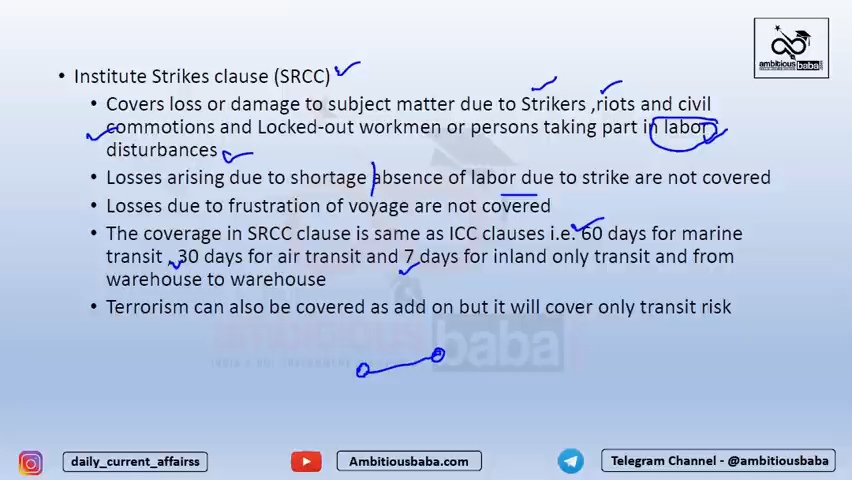 ambitiousbaba
• Institute Strikes clause (SRCC)
• Covers loss or damage to subject matter due to Strikers ,riots and civil
commotions and Locked-out workmen or persons taking part in labor
disturbances
• Losses arising due to shortage absence of labor due to strike are not covered
• Losses due to frustration of voyage are not covered
• The coverage in SRCC clause is same as ICC clauses i.e. 60 days for marine
transit , 30 days for air transit and 7 days for inland only transit and from
warehouse to warehouse
• Terrorism can also be covered as add on but it will cover only transit risk
ambitious baba
daily_current_affairss
Ambitiousbaba.com
Telegram Channel - @ambitiousbaba